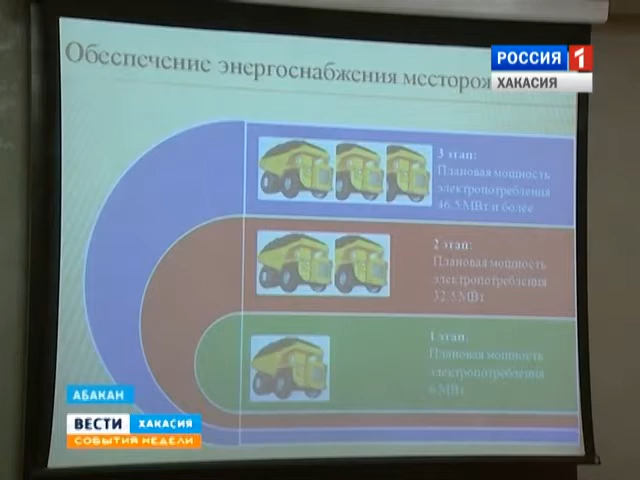 Обеспечение энергоснабжения
РОССИЯ 1
ХАКАСИЯ
3 этап:
Плановая мощность
электропотребления
46.5 МВт и более
2 этап:
Плановая мощность
электропотребления
32.5 МВт
1 этап:
Плановая мощность
электропотребления
6 МВт
АБАКАН
ВЕСТИ ХАКАСИЯ
СОБЫТИЯ НЕДЕЛИ